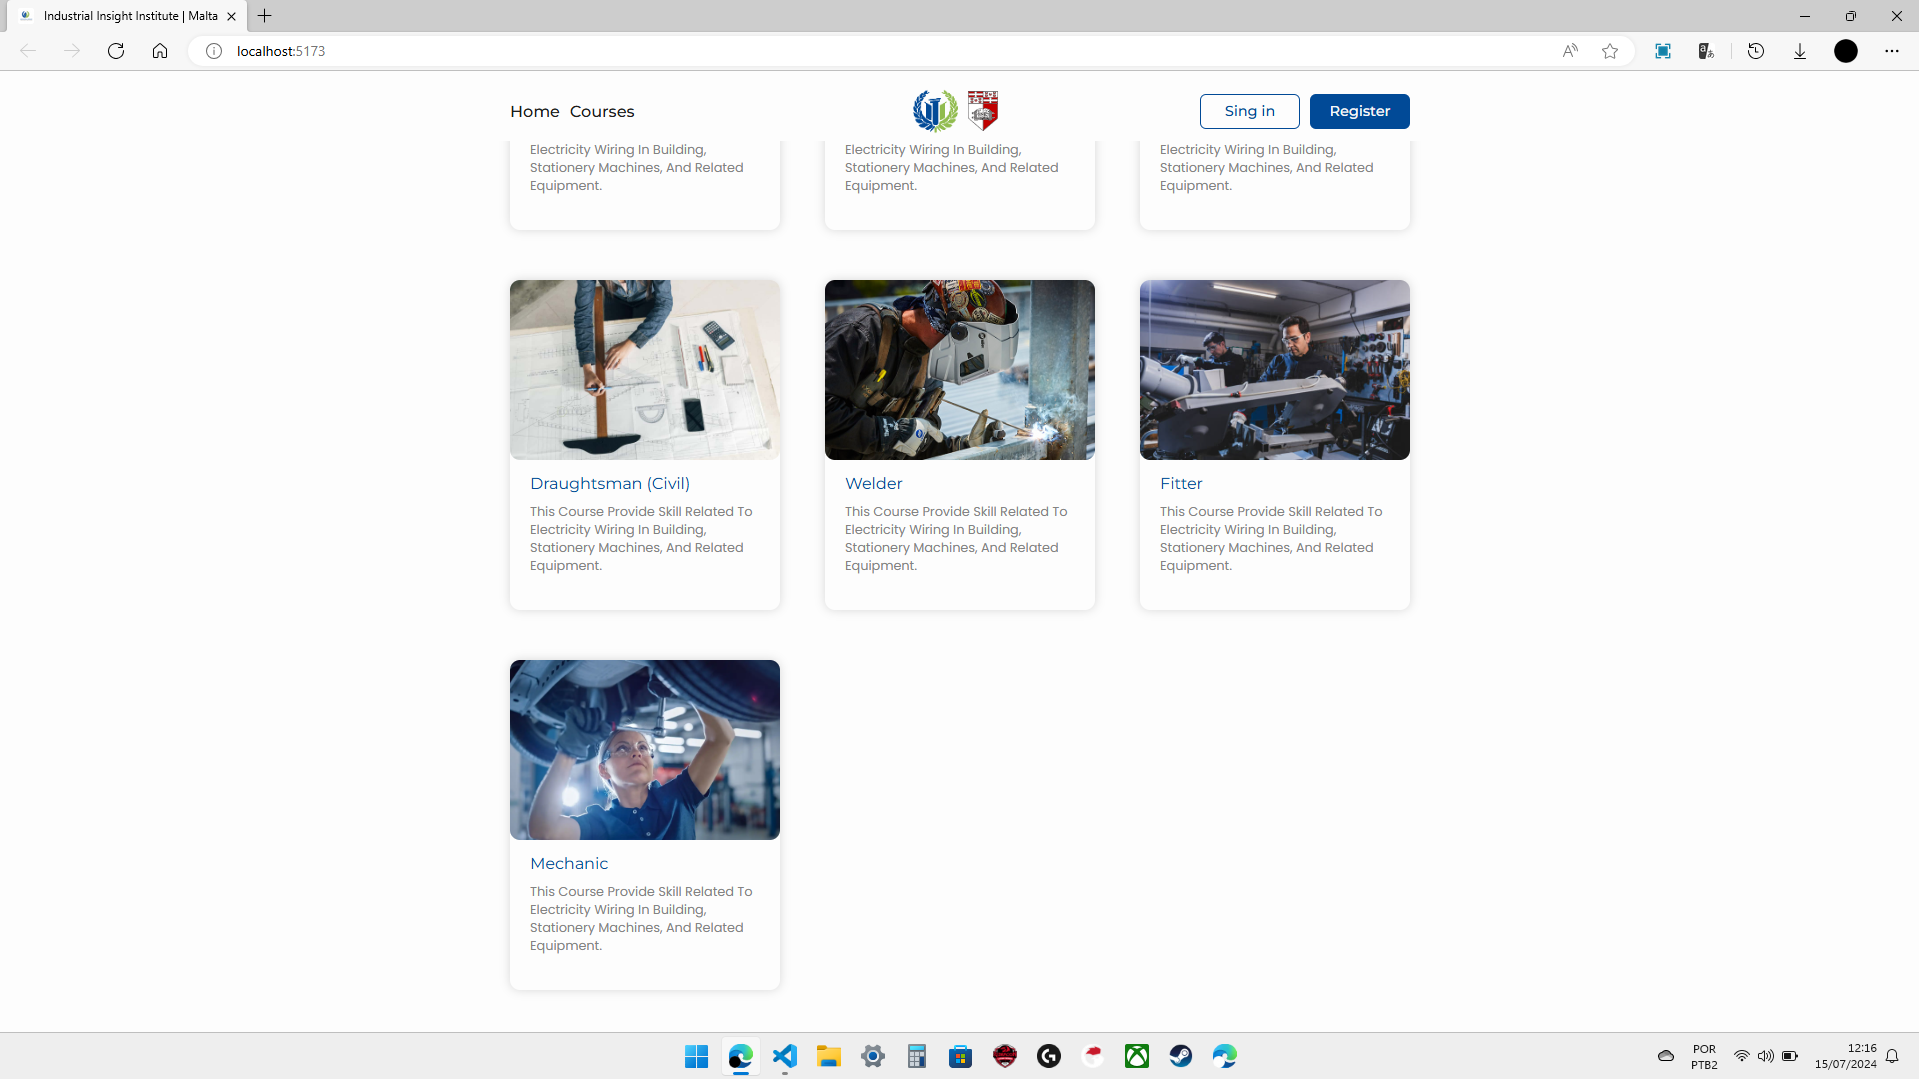 Industrial Insight Institute | Malta
localhost:5173
Home Courses
Sing in
Register
Electricity Wiring In Building,
Stationery Machines, And Related
Equipment.
Electricity Wiring In Building,
Stationery Machines, And Related
Equipment.
Electricity Wiring In Building,
Stationery Machines, And Related
Equipment.
Draughtsman (Civil)
This Course Provide Skill Related To
Electricity Wiring In Building,
Stationery Machines, And Related
Equipment.
Welder
This Course Provide Skill Related To
Electricity Wiring In Building,
Stationery Machines, And Related
Equipment.
Fitter
This Course Provide Skill Related To
Electricity Wiring In Building,
Stationery Machines, And Related
Equipment.
Mechanic
This Course Provide Skill Related To
Electricity Wiring In Building,
Stationery Machines, And Related
Equipment.
POR
PTB2
12:16
15/07/2024